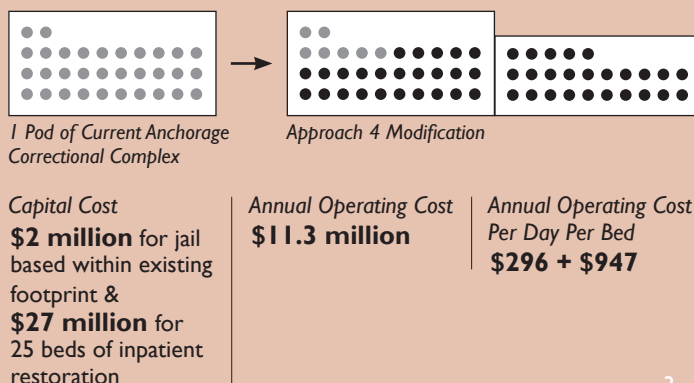 1 Pod of Current Anchorage
Correctional Complex
Approach 4 Modification
Capital Cost
$2 million for jail
based within existing
footprint &
$27 million for
25 beds of inpatient
restoration
Annual Operating Cost
$11.3 million
Annual Operating Cost
Per Day Per Bed
$296 + $947